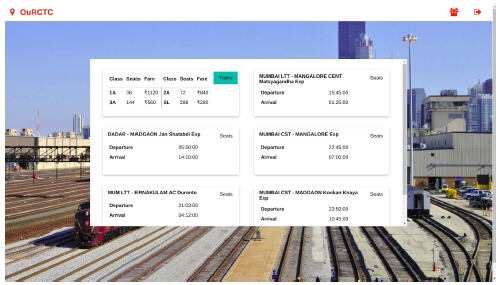 OuRCTC
Class Seats Fare Class Seats Fare Trains
1A 36 ₹1120 2A 72 ₹840
3A 144 ₹560 SL 288 ₹280
MUMBAI LTT - MANGALORE CENT Seats
Matsyagandha Exp
Departure 15:45:00
Arrival 01:25:00
DADAR - MADGAON Jan Shatabdi Exp Seats
Departure 05:50:00
Arrival 14:10:00
MUMBAI CST - MANGALORE Exp Seats
Departure 22:45:00
Arrival 07:00:00
MUM LTT - ERNAKULAM AC Duronto Seats
Departure 21:03:00
Arrival 04:12:00
MUMBAI CST - MADGAON Konkan Knaya Seats
Exp
Departure 23:50:00
Arrival 10:45:00